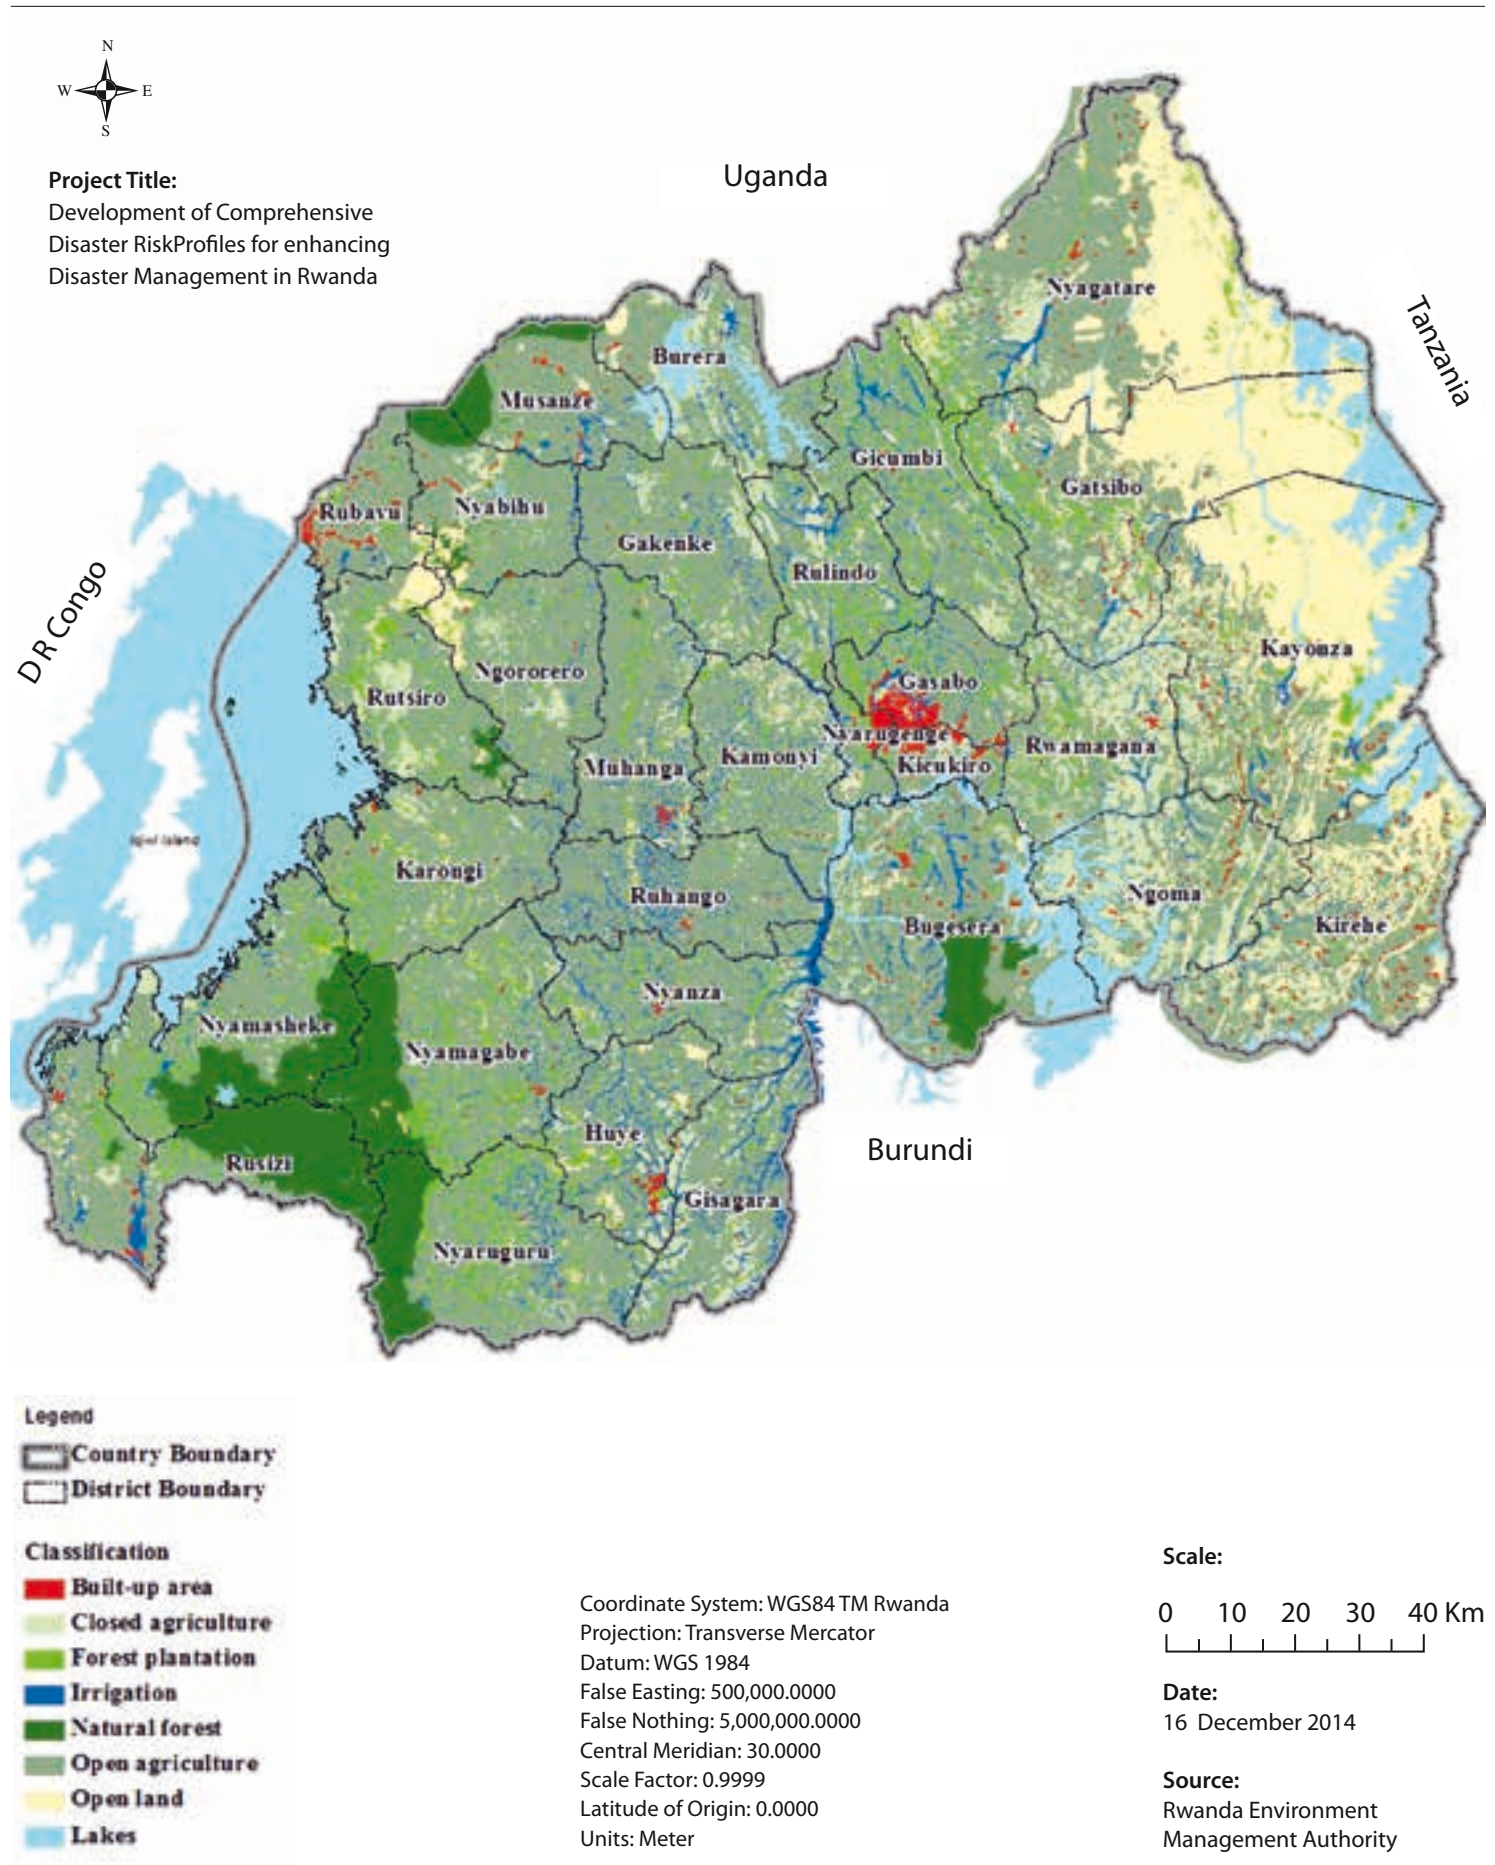 N
W E
S
Project Title:
Development of Comprehensive
Disaster RiskProfiles for enhancing
Disaster Management in Rwanda
Uganda
Tanzania
D R Congo
Burundi
Nyagatare
Burera
Musanze
Gicumbi
Gatsibo
Rubavu
Nyabihu
Gakenke
Rulindo
Kayonza
Ngororero
Rutsiro
Gasabo
Nyarugenge
Kicukiro
Rwamagana
Muhanga
Kamonyi
Karongi
Ruhango
Ngoma
Bugesera
Kirehe
Nyanza
Nyamasheke
Nyamagabe
Huye
Rusizi
Gisagara
Nyaruguru
Legend
Country Boundary
District Boundary
Classification
Built-up area
Closed agriculture
Forest plantation
Irrigation
Natural forest
Open agriculture
Open land
Lakes
Coordinate System: WGS84 TM Rwanda
Projection: Transverse Mercator
Datum: WGS 1984
False Easting: 500,000.0000
False Nothing: 5,000,000.0000
Central Meridian: 30.0000
Scale Factor: 0.9999
Latitude of Origin: 0.0000
Units: Meter
Scale:
0 10 20 30 40 Km
Date:
16 December 2014
Source:
Rwanda Environment
Management Authority